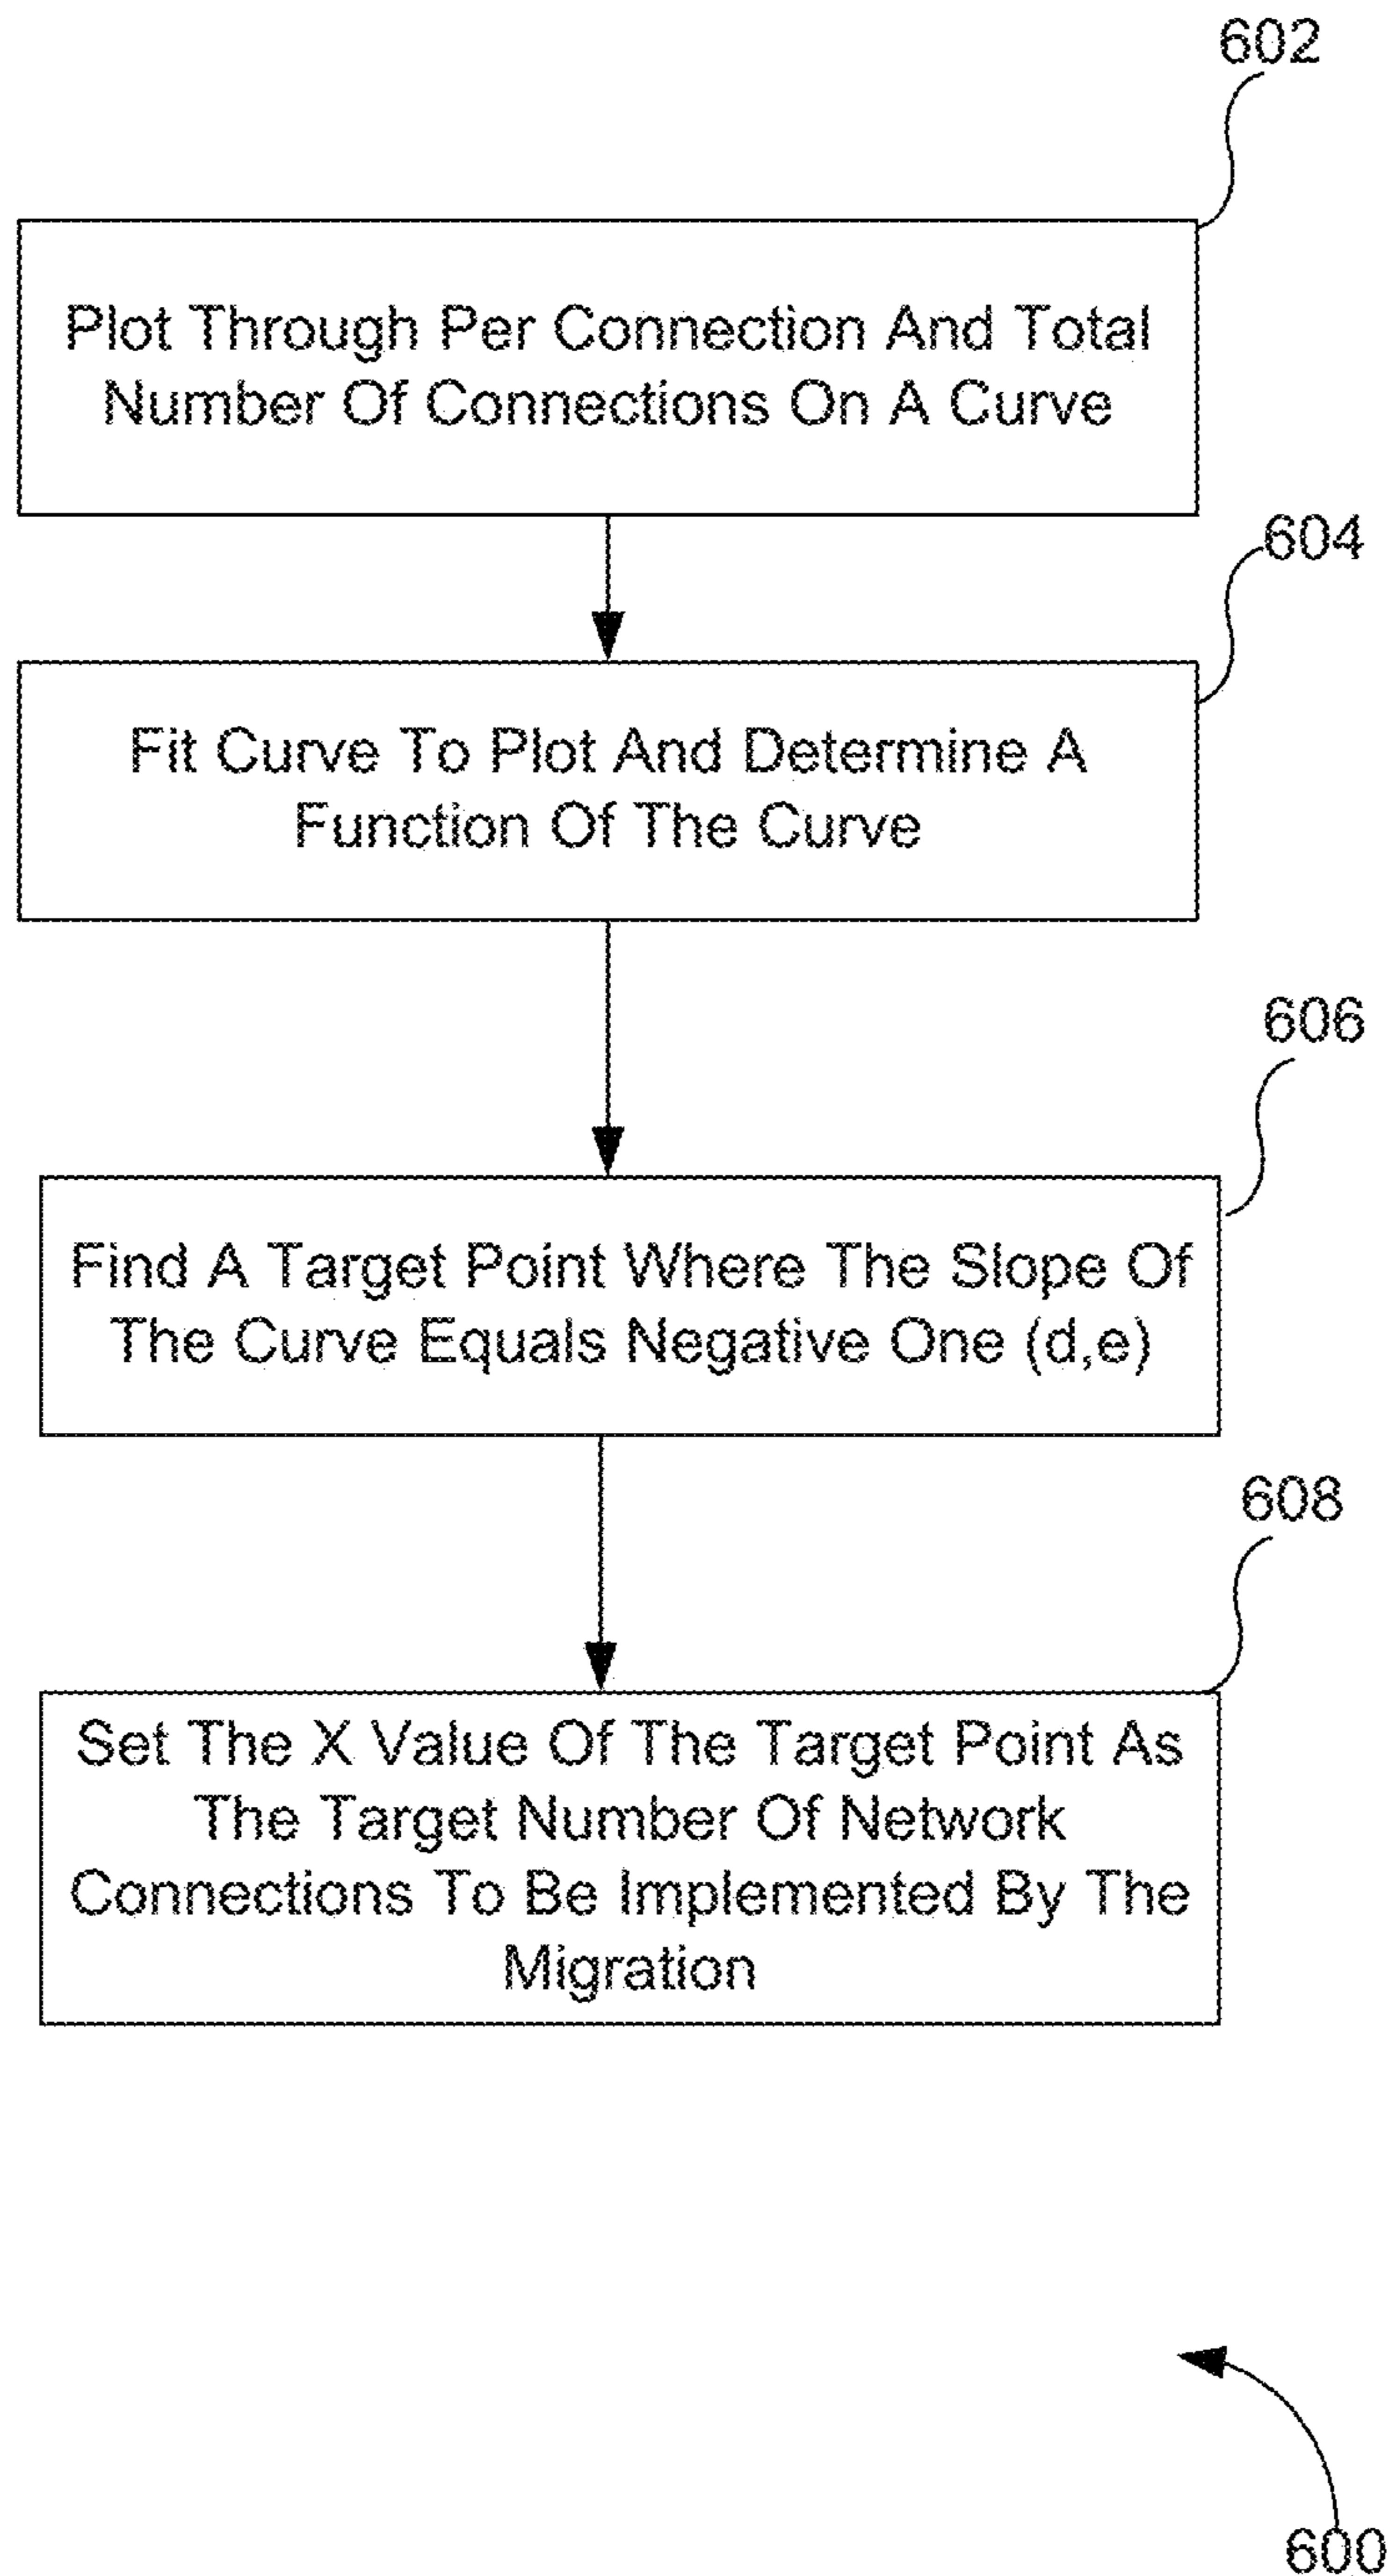 602
Plot Through Per Connection And Total
Number Of Connections On A Curve
604
Fit Curve To Plot And Determine A
Function Of The Curve
606
Find A Target Point Where The Slope Of
The Curve Equals Negative One (d,e)
608
Set The X Value Of The Target Point As
The Target Number Of Network
Connections To Be Implemented By The
Migration
600